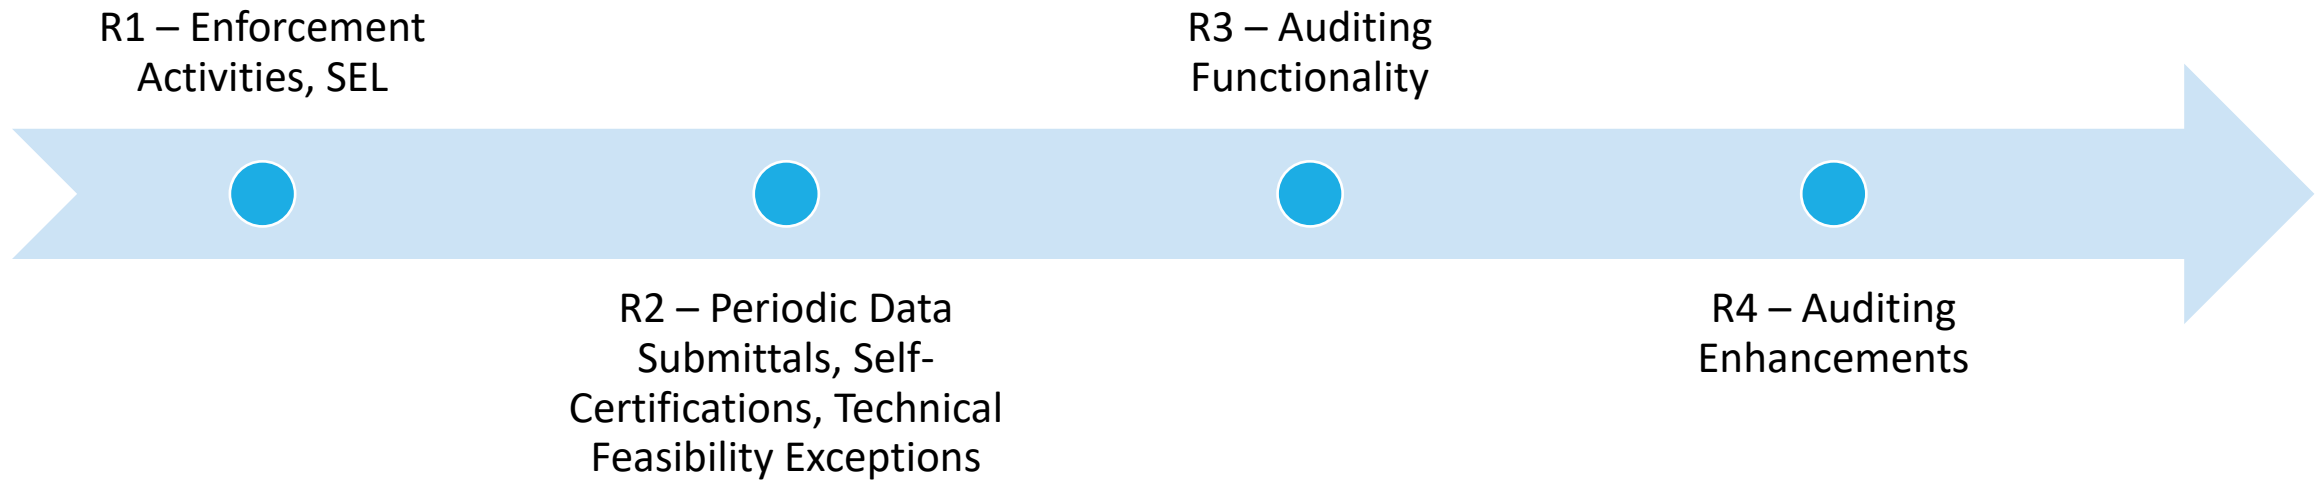 R1 – Enforcement
Activities, SEL
R2 – Periodic Data
Submittals, Self-
Certifications, Technical
Feasibility Exceptions
R3 – Auditing
Functionality
R4 – Auditing
Enhancements